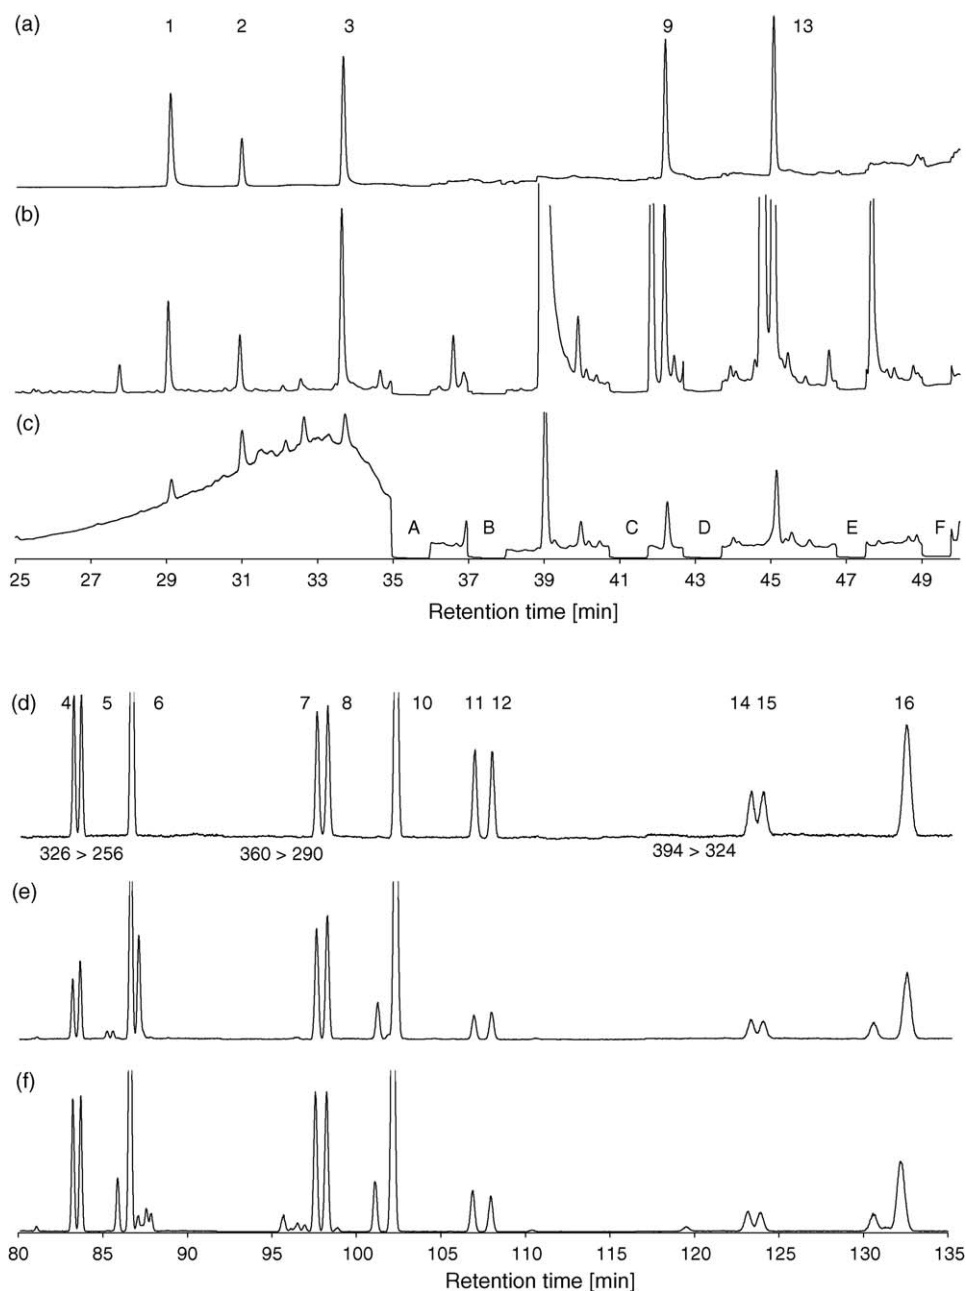 (a) 1 2 3 9 13
(b)
(c)
A B C D E F
25 27 29 31 33 35 37 39 41 43 45 47 49
Retention time [min]
(d) 4 5 6 7 8 10 11 12 14 15 16
326 > 256 360 > 290 394 > 324
(e)
(f)
80 85 90 95 100 105 110 115 120 125 130 135
Retention time [min]